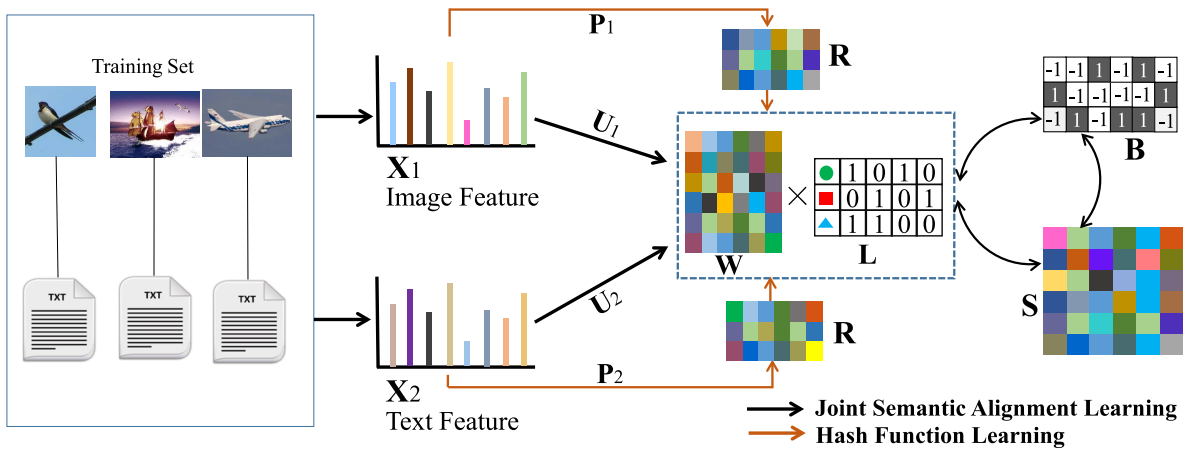 Training Set
TXT
TXT
TXT
X1
Image Feature
X2
Text Feature
P1
U1
U2
P2
R
R
W
×
1 0 1 0
0 1 0 1
1 1 0 0
L
-1 -1 1 -1 1 -1
1 -1 -1 -1 -1 1
-1 1 -1 1 1 -1
B
S
Joint Semantic Alignment Learning
Hash Function Learning